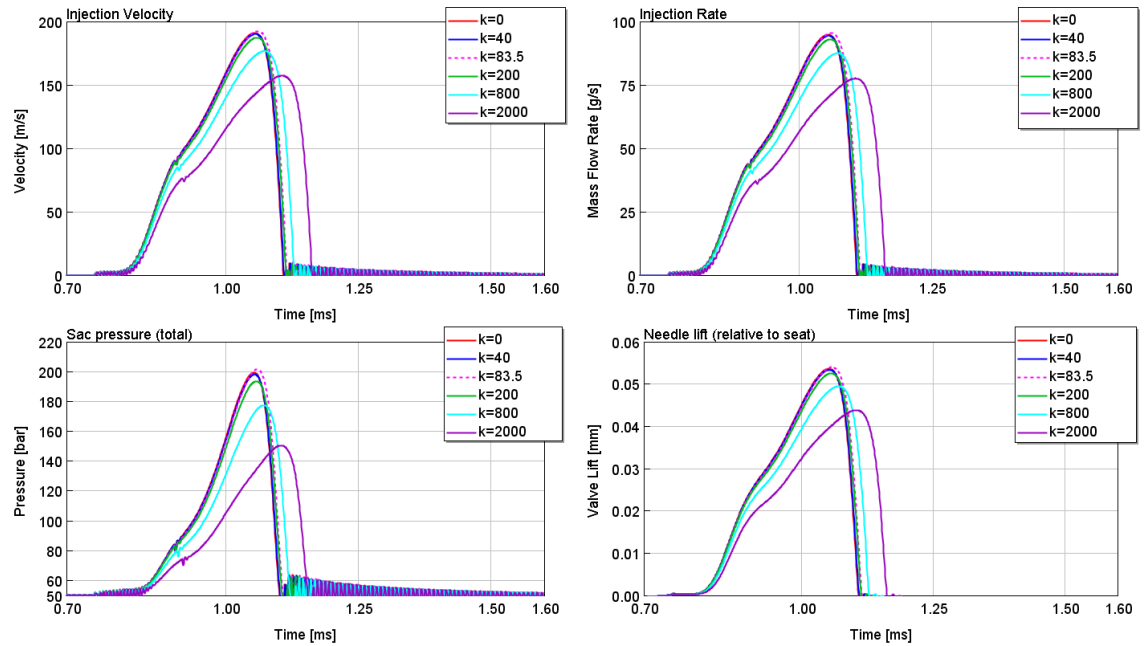 Injection Velocity
200
150
100
50
0
Velocity [m/s]
0.70
1.00
1.25
1.50
1.60
Time [ms]
k=0
k=40
k=83.5
k=200
k=800
k=2000
Injection Rate
100
75
50
25
0
Mass Flow Rate [g/s]
0.70
1.00
1.25
1.50
1.60
Time [ms]
k=0
k=40
k=83.5
k=200
k=800
k=2000
Sac pressure (total)
220
200
180
160
140
120
100
80
60
50
Pressure [bar]
0.70
1.00
1.25
1.50
1.60
Time [ms]
k=0
k=40
k=83.5
k=200
k=800
k=2000
Needle lift (relative to seat)
0.06
0.05
0.04
0.03
0.02
0.01
0.00
Valve Lift [mm]
0.70
1.00
1.25
1.50
1.60
Time [ms]
k=0
k=40
k=83.5
k=200
k=800
k=2000